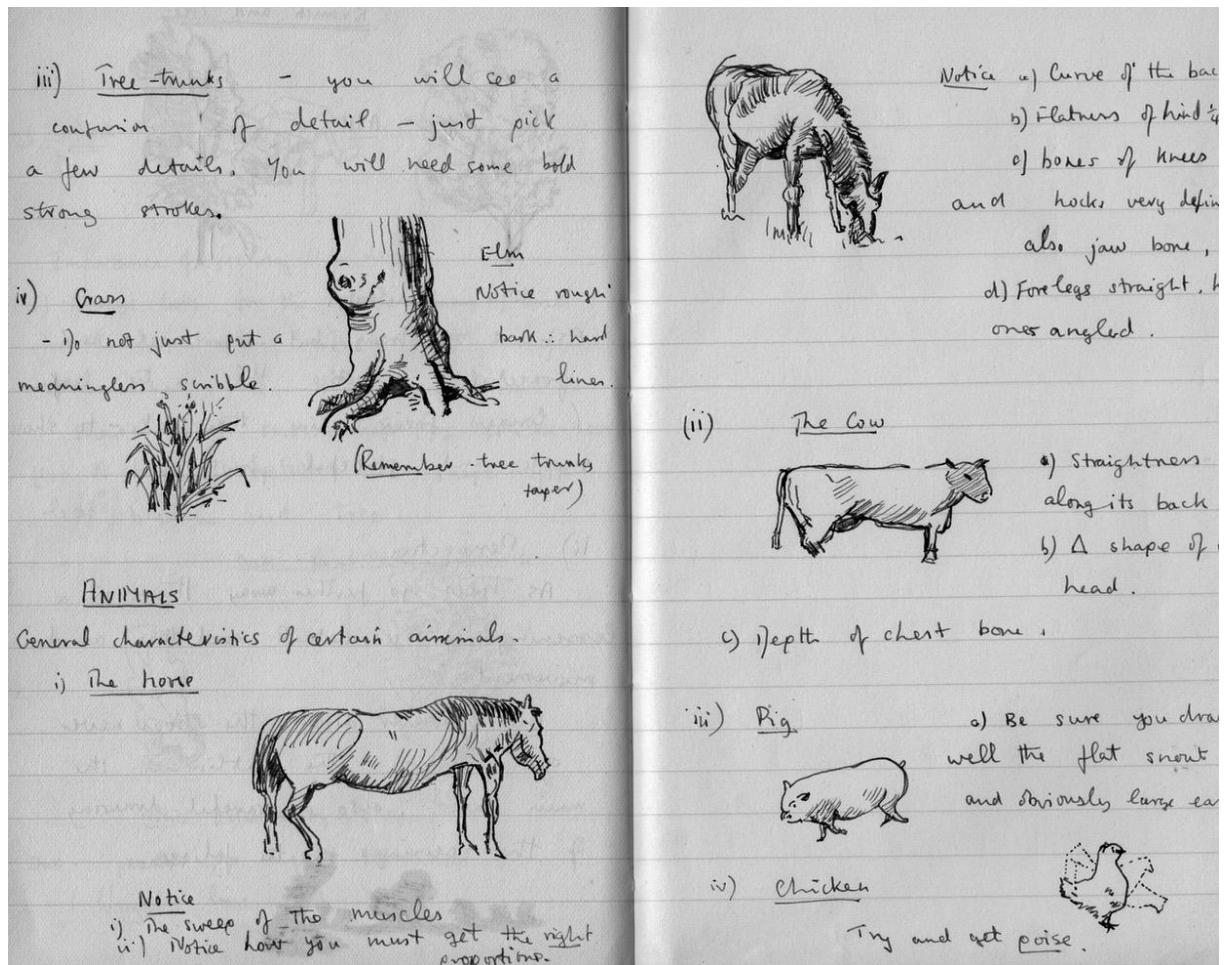 iii) Tree-trunks - you will see a
confusion of detail - just pick
a few details. You will need some bold
strong strokes.
Elm
Notice rough
bark ∴ hard
lines.
iv) Grass
- Do not just put a
meaningless scribble.
(Remember - tree trunks
taper)
ANIMALS
General characteristics of certain animals.
i) The horse
Notice
i) The sweep of the muscles
ii) Notice how you must get the right
proportions.
Notice a) Curve of the bac
b) Flatness of hind ¼
c) bones of knees
and hocks very defin
also jaw bone,
d) Forelegs straight, h
ones angled.
(ii) The Cow
a) Straightness
along its back
b) Δ shape of
head.
c) Depth of chest bone.
iii) Pig
a) Be sure you draw
well the flat snout
and obviously large ea
iv) Chicken
Try and get poise.